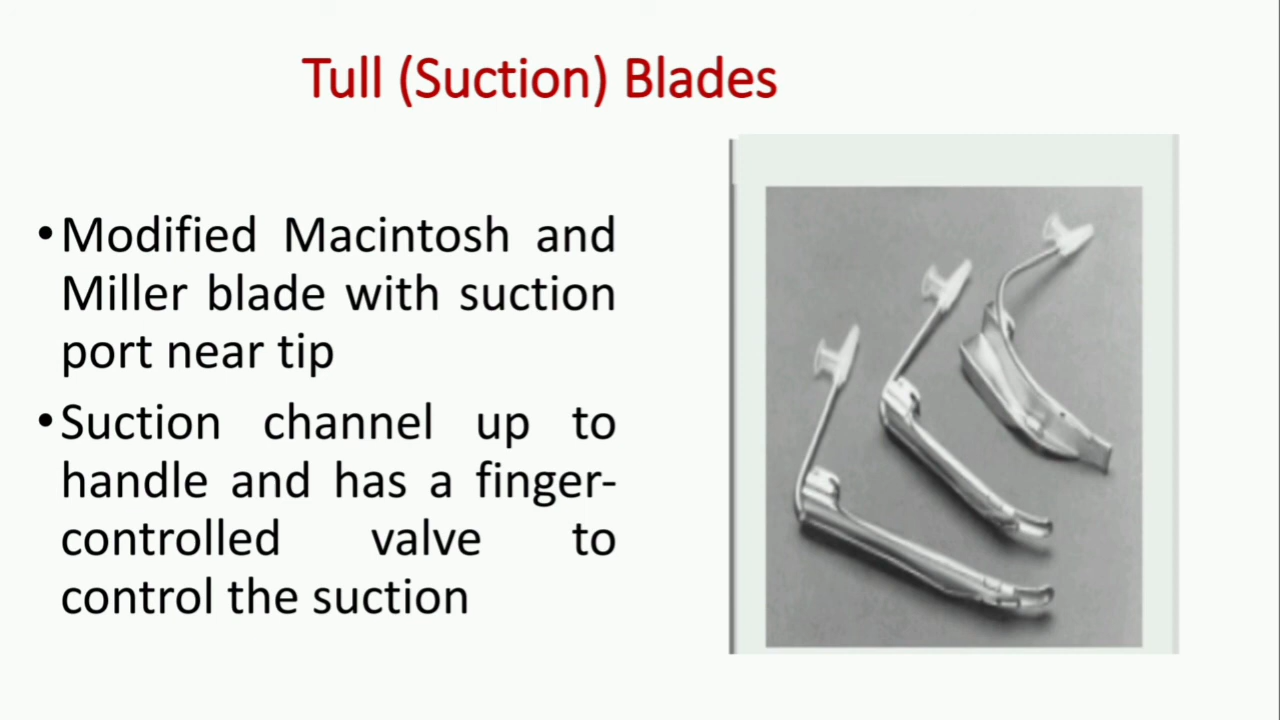 Tull (Suction) Blades
•Modified Macintosh and
Miller blade with suction
port near tip
•Suction channel up to
handle and has a finger-
controlled valve to
control the suction